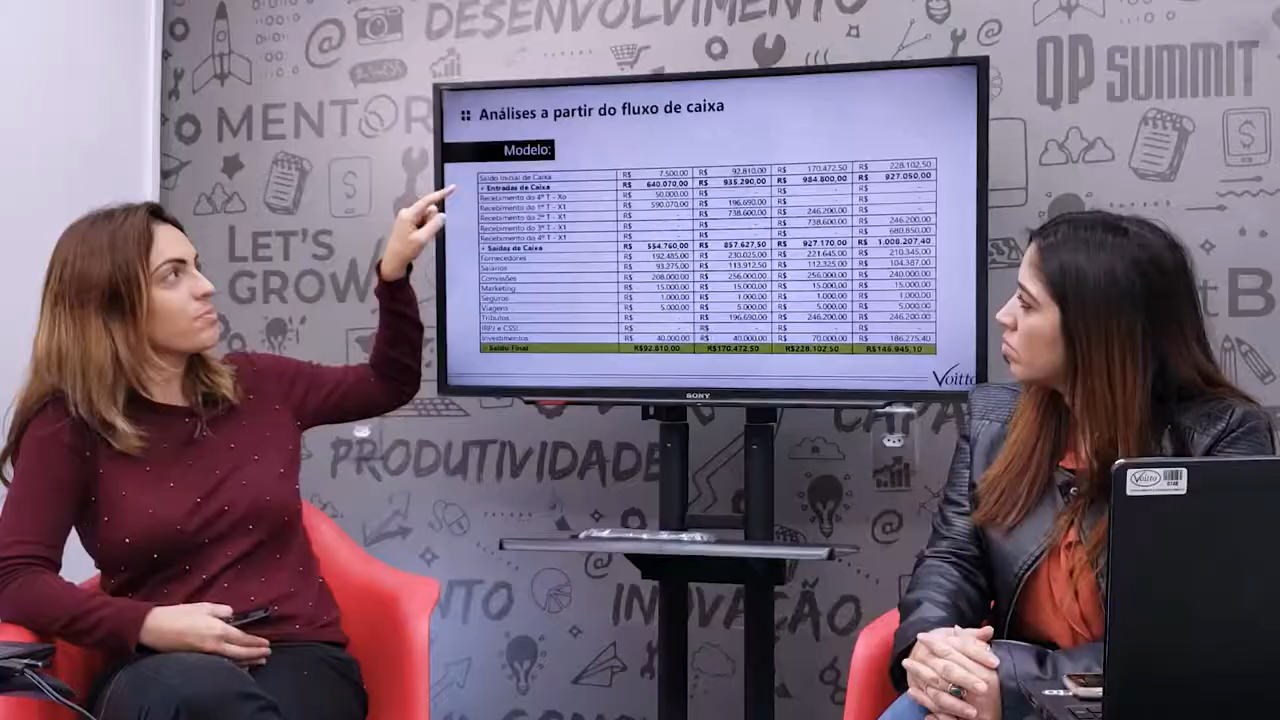 DESENVOLVIMENTO
QP SUMMIT
MENTOR
LET'S
GROW
Análises a partir do fluxo de caixa
Modelo:
Saldo Inicial de Caixa R$ 7.500,00 R$ 92.810,00 R$ 170.472,50 R$ 228.102,50
+ Entradas de Caixa R$ 640.070,00 R$ 935.290,00 R$ 984.800,00 R$ 927.050,00
Recebimento do 4º T - Xo R$ 50.000,00 R$ - R$ - R$ -
Recebimento do 1º T - X1 R$ 590.070,00 R$ 196.690,00 R$ - R$ -
Recebimento do 2º T - X1 R$ - R$ 738.600,00 R$ 246.200,00 R$ -
Recebimento do 3º T - X1 R$ - R$ - R$ 738.600,00 R$ 246.200,00
Recebimento do 4º T - X1 R$ - R$ - R$ - R$ 680.850,00
+ Saídas de Caixa R$ 554.760,00 R$ 857.627,50 R$ 927.170,00 R$ 1.008.207,40
Fornecedores R$ 192.485,00 R$ 230.025,00 R$ 221.645,00 R$ 210.345,00
Salários R$ 93.275,00 R$ 113.912,50 R$ 112.325,00 R$ 104.387,00
Comissões R$ 208.000,00 R$ 256.000,00 R$ 256.000,00 R$ 240.000,00
Marketing R$ 15.000,00 R$ 15.000,00 R$ 15.000,00 R$ 15.000,00
Seguros R$ 1.000,00 R$ 1.000,00 R$ 1.000,00 R$ 1.000,00
Viagens R$ 5.000,00 R$ 5.000,00 R$ 5.000,00 R$ 5.000,00
Tributos R$ - R$ 196.690,00 R$ 246.200,00 R$ 246.200,00
IRPJ e CSSL R$ - R$ - R$ - R$ -
Investimentos R$ 40.000,00 R$ 40.000,00 R$ 70.000,00 R$ 186.275,40
Saldo Final R$92.810,00 R$170.472,50 R$228.102,50 R$146.945,10
Voitto
SONY
PRODUTIVIDADE
CAPA
Voitto
NTO
INOVAÇÃO